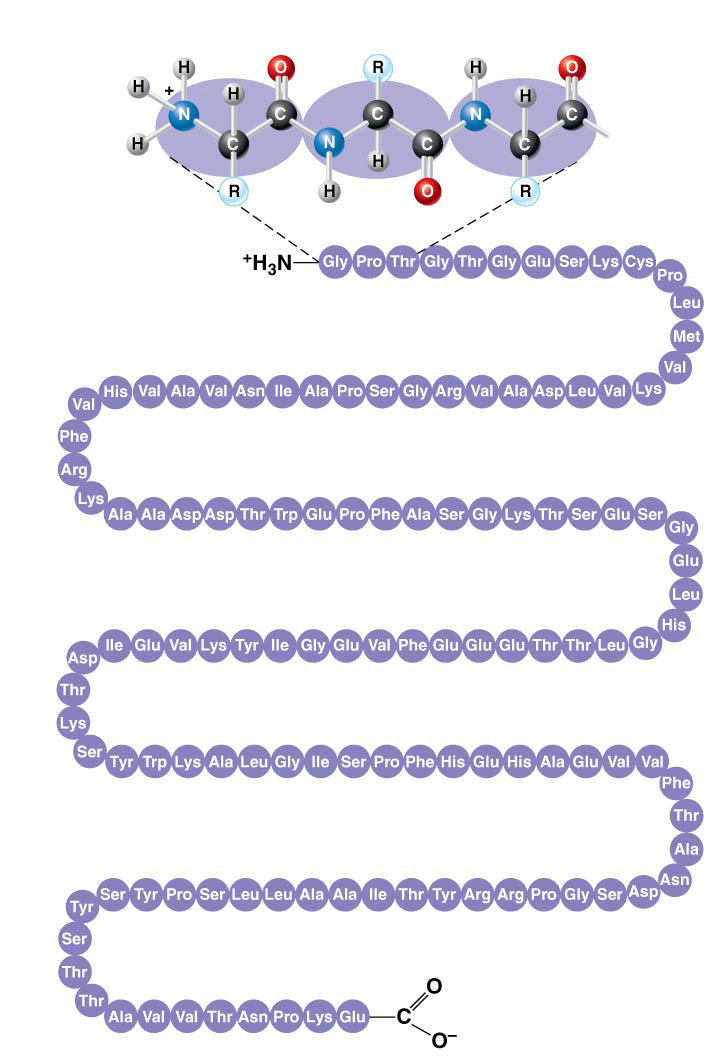 H O R H O
H + H H
N C C N C
H C N C C
H
R H O R
+H3N Gly Pro Thr Gly Thr Gly Glu Ser Lys Cys
Pro
Leu
Met
Val
His Val Ala Val Asn Ile Ala Pro Ser Gly Arg Val Ala Asp Leu Val Lys
Val
Phe
Arg
Lys
Ala Ala Asp Asp Thr Trp Glu Pro Phe Ala Ser Gly Lys Thr Ser Glu Ser
Gly
Glu
Leu
His
Ile Glu Val Lys Tyr Ile Gly Glu Val Phe Glu Glu Glu Thr Thr Leu Gly
Asp
Thr
Lys
Ser
Tyr Trp Lys Ala Leu Gly Ile Ser Pro Phe His Glu His Ala Glu Val Val
Phe
Thr
Ala
Asn
Ser Tyr Pro Ser Leu Leu Ala Ala Ile Thr Tyr Arg Arg Pro Gly Ser Asp
Tyr
Ser
Thr
Thr
Ala Val Val Thr Asn Pro Lys Glu C
O
O−